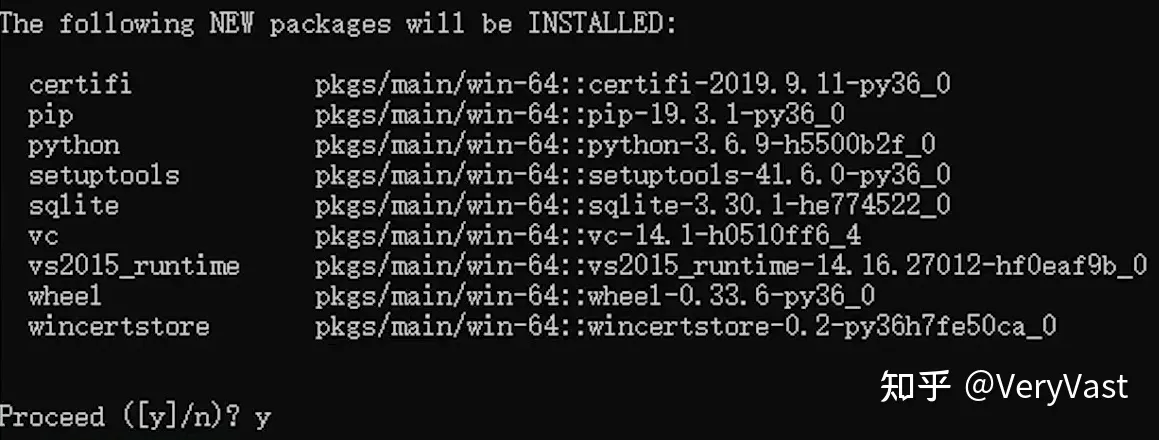 The following NEW packages will be INSTALLED:
certifi pkgs/main/win-64::certifi-2019.9.11-py36_0
pip pkgs/main/win-64::pip-19.3.1-py36_0
python pkgs/main/win-64::python-3.6.9-h5500b2f_0
setuptools pkgs/main/win-64::setuptools-41.6.0-py36_0
sqlite pkgs/main/win-64::sqlite-3.30.1-he774522_0
vc pkgs/main/win-64::vc-14.1-h0510ff6_4
vs2015_runtime pkgs/main/win-64::vs2015_runtime-14.16.27012-hf0eaf9b_0
wheel pkgs/main/win-64::wheel-0.33.6-py36_0
wincertstore pkgs/main/win-64::wincertstore-0.2-py36h7fe50ca_0
知乎 @VeryVast
Proceed ([y]/n)? y